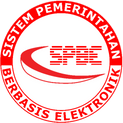 SISTEM PEMERINTAHAN
SPBE
BERBASIS ELEKTRONIK